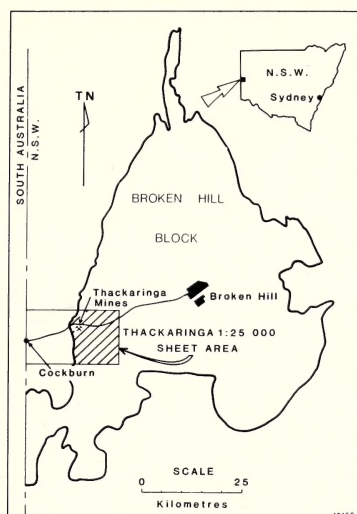 SOUTH AUSTRALIA
N.S.W.
TN
N.S.W.
Sydney
BROKEN HILL
BLOCK
Thackaringa
Mines
Broken Hill
THACKARINGA 1:25 000
SHEET AREA
Cockburn
SCALE
0 25
Kilometres